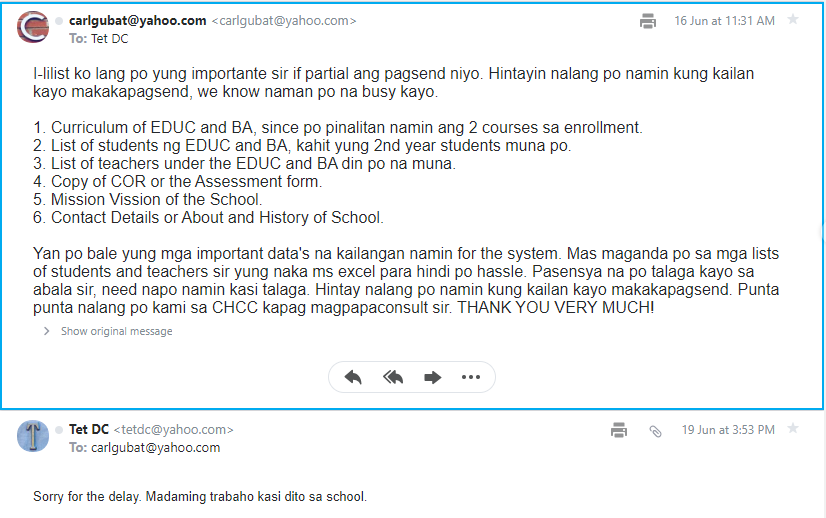 carlgubat@yahoo.com <carlgubat@yahoo.com> 16 Jun at 11:31 AM
To: Tet DC
I-lilist ko lang po yung importante sir if partial ang pagsend niyo. Hintayin nalang po namin kung kailan
kayo makakapagsend, we know naman po na busy kayo.
1. Curriculum of EDUC and BA, since po pinalitan namin ang 2 courses sa enrollment.
2. List of students ng EDUC and BA, kahit yung 2nd year students muna po.
3. List of teachers under the EDUC and BA din po na muna.
4. Copy of COR or the Assessment form.
5. Mission Vission of the School.
6. Contact Details or About and History of School.
Yan po bale yung mga important data's na kailangan namin for the system. Mas maganda po sa mga lists
of students and teachers sir yung naka ms excel para hindi po hassle. Pasensya na po talaga kayo sa
abala sir, need napo namin kasi talaga. Hintay nalang po namin kung kailan kayo makakapagsend. Punta
punta nalang po kami sa CHCC kapag magpapaconsult sir. THANK YOU VERY MUCH!
Show original message
Tet DC <tetdc@yahoo.com> 19 Jun at 3:53 PM
To: carlgubat@yahoo.com
Sorry for the delay. Madaming trabaho kasi dito sa school.